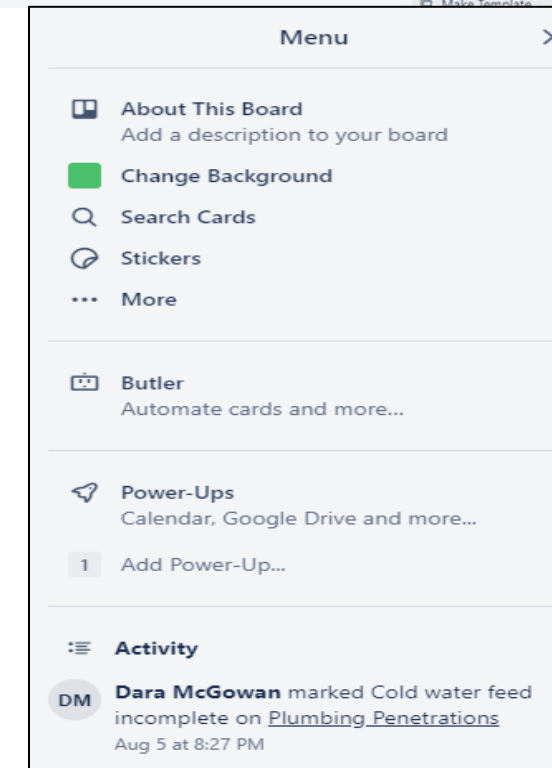 Make Template
Menu
About This Board
Add a description to your board
Change Background
Search Cards
Stickers
More
Butler
Automate cards and more...
Power-Ups
Calendar, Google Drive and more...
1 Add Power-Up...
Activity
DM
Dara McGowan marked Cold water feed
incomplete on Plumbing Penetrations
Aug 5 at 8:27 PM